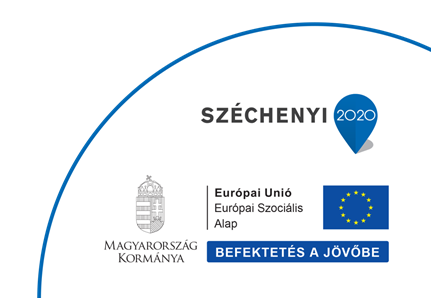 SZÉCHENYI 2020
Európai Unió
Európai Szociális
Alap
MAGYARORSZÁG
KORMÁNYA
BEFEKTETÉS A JÖVŐBE